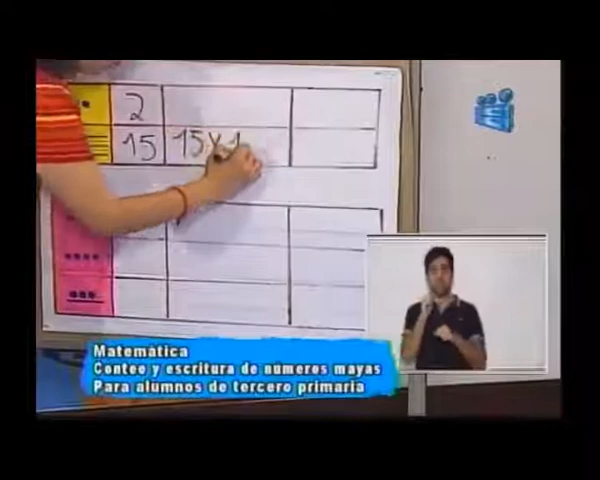 2
15 15x1
Matemática
Conteo y escritura de números mayas
Para alumnos de tercero primaria